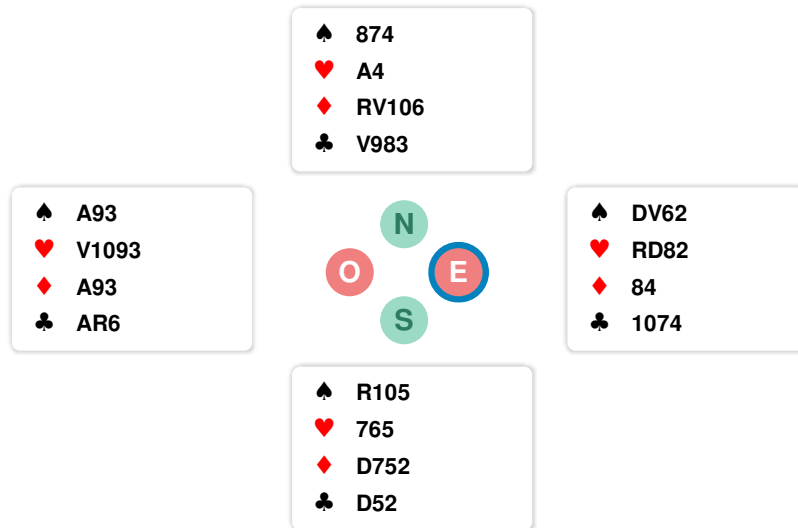 ♠ 874
♥ A4
♦ RV106
♣ V983
♠ A93
♥ V1093
♦ A93
♣ AR6
N
O
E
S
♠ DV62
♥ RD82
♦ 84
♣ 1074
♠ R105
♥ 765
♦ D752
♣ D52